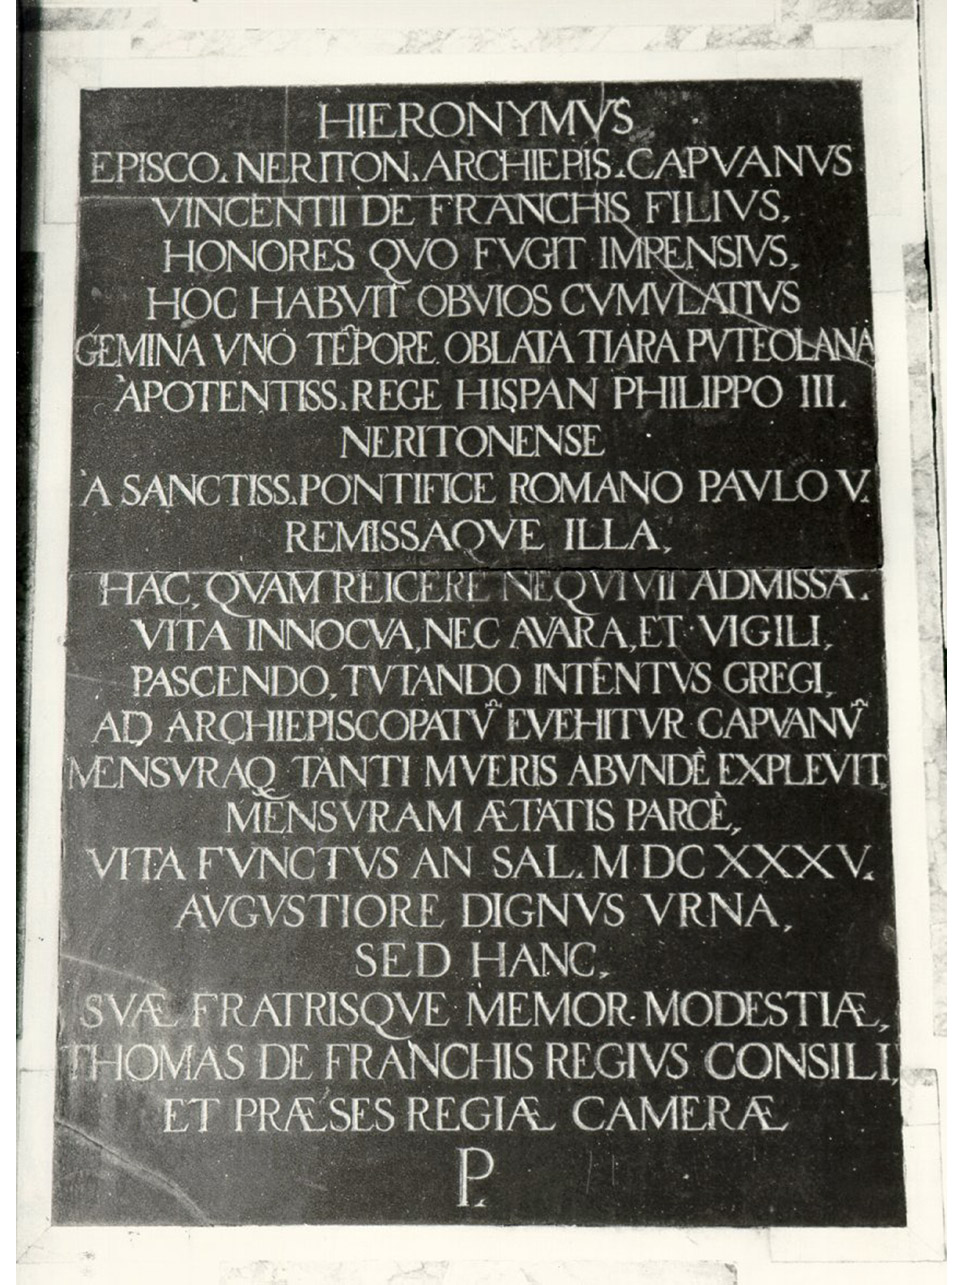 HIERONYMVS
EPISCO. NERITON. ARCHIEPIS. CAPVANVS
VINCENTII DE FRANCHIS FILIVS,
HONORES QVO FVGIT IMPENSIVS,
HOC HABVIT OBVIOS CVMVLATIVS
GEMINA VNO TȆPORE OBLATA TIARA PVTEOLANA
À POTENTISS. REGE HISPAN PHILIPPO III.
NERITONENSE
À SANCTISS. PONTIFICE ROMANO PAVLO V.
REMISSAQVE ILLA,
HAC, QVAM REICERE NEQVIVIT ADMISSA.
VITA INNOCVA, NEC AVARA, ET VIGILI,
PASCENDO, TVTANDO INTENTVS GREGI,
AD ARCHIEPISCOPATV̑ EVEHITVR CAPVANV̑
MENSVRAQ TANTI MVERIS ABVNDÈ EXPLEVIT,
MENSVRAM ÆTATIS PARCÈ,
VITA FVNCTVS AN SAL. M DC XXXV.
AVGVSTIORE DIGNVS VRNA,
SED HANC,
SVÆ FRATRISQVE MEMOR MODESTIÆ,
THOMAS DE FRANCHIS REGIVS CONSILI,
ET PRÆSES REGIÆ CAMERÆ
P.